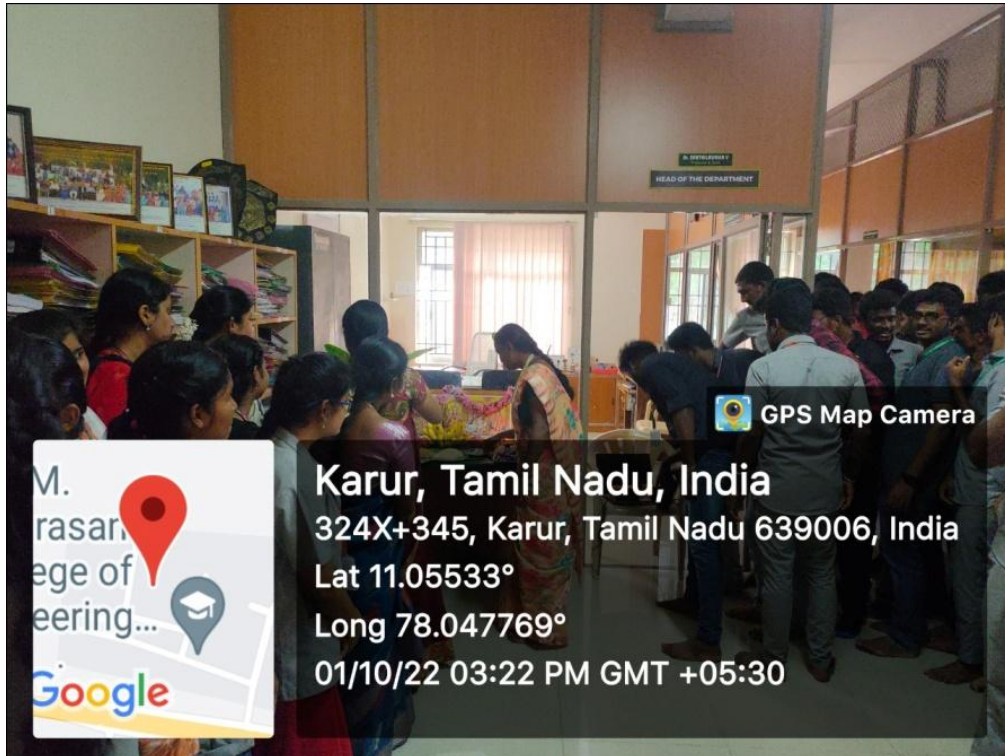 HEAD OF THE DEPARTMENT
GPS Map Camera
Karur, Tamil Nadu, India
324X+345, Karur, Tamil Nadu 639006, India
Lat 11.05533°
Long 78.047769°
01/10/22 03:22 PM GMT +05:30
M.
rasan
ege of
eering...
Google